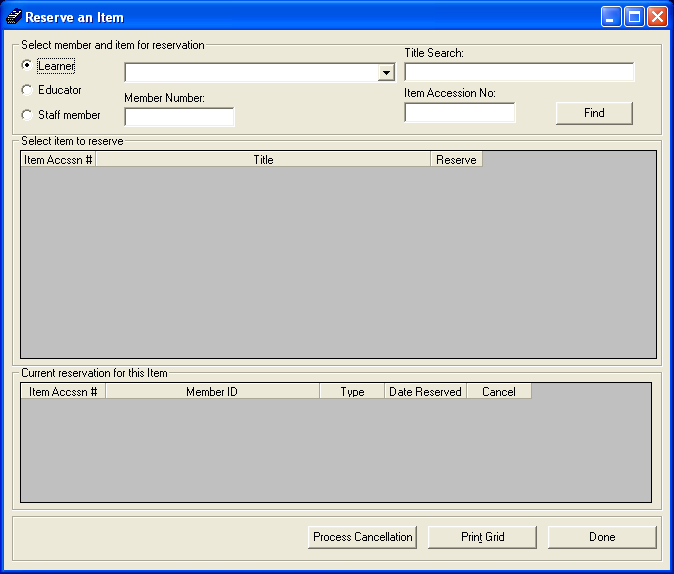 Reserve an Item
Select member and item for reservation
Learner
Educator
Staff member
Member Number:
Title Search:
Item Accession No:
Find
Select item to reserve
Item Accssn # Title Reserve
Current reservation for this Item
Item Accssn # Member ID Type Date Reserved Cancel
Process Cancellation Print Grid Done